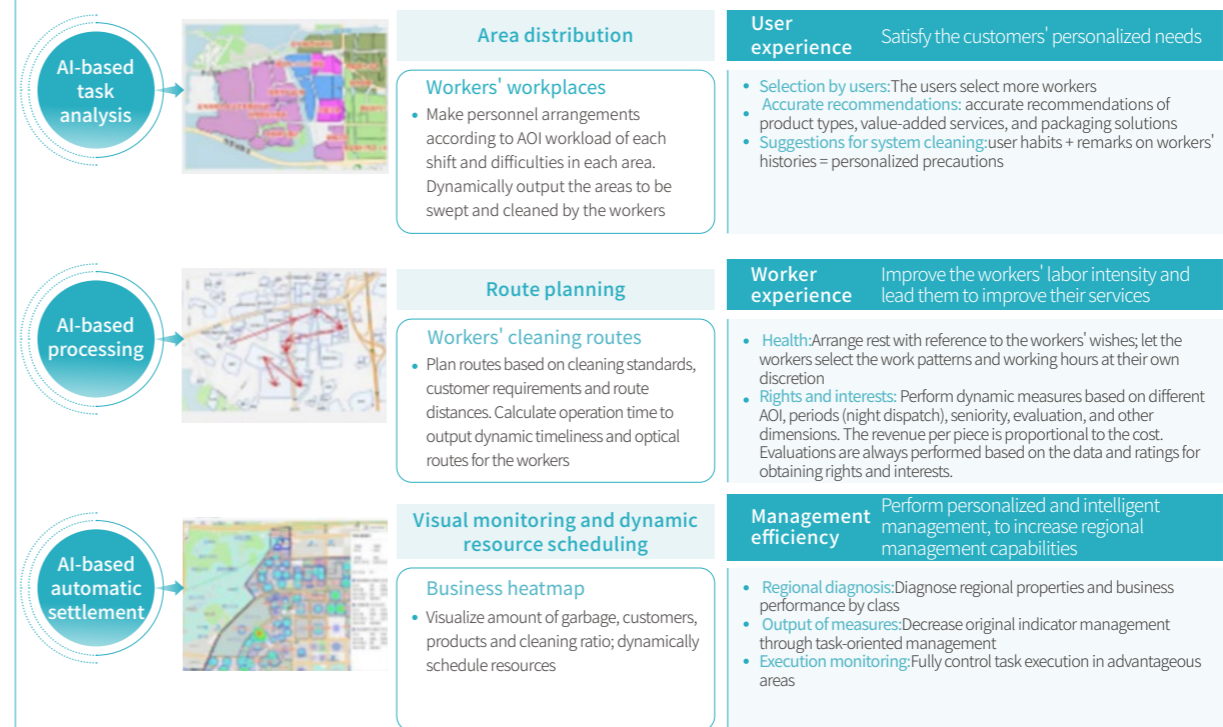 AI-based
task
analysis
Area distribution
Workers' workplaces
• Make personnel arrangements
according to AOI workload of each
shift and difficulties in each area.
Dynamically output the areas to be
swept and cleaned by the workers
User
experience
Satisfy the customers' personalized needs
• Selection by users:The users select more workers
Accurate recommendations: accurate recommendations of
• product types, value-added services, and packaging solutions
• Suggestions for system cleaning:user habits + remarks on workers'
histories = personalized precautions
AI-based
processing
Route planning
Workers' cleaning routes
• Plan routes based on cleaning standards,
customer requirements and route
distances. Calculate operation time to
output dynamic timeliness and optical
routes for the workers
Worker
experience
Improve the workers' labor intensity and
lead them to improve their services
• Health:Arrange rest with reference to the workers' wishes; let the
workers select the work patterns and working hours at their own
discretion
• Rights and interests: Perform dynamic measures based on different
AOI, periods (night dispatch), seniority, evaluation, and other
dimensions. The revenue per piece is proportional to the cost.
Evaluations are always performed based on the data and ratings for
obtaining rights and interests.
AI-based
automatic
settlement
Visual monitoring and dynamic
resource scheduling
Business heatmap
• Visualize amount of garbage, customers,
products and cleaning ratio; dynamically
schedule resources
Management
efficiency
Perform personalized and intelligent
management, to increase regional
management capabilities
• Regional diagnosis:Diagnose regional properties and business
performance by class
• Output of measures:Decrease original indicator management
through task-oriented management
• Execution monitoring:Fully control task execution in advantageous
areas